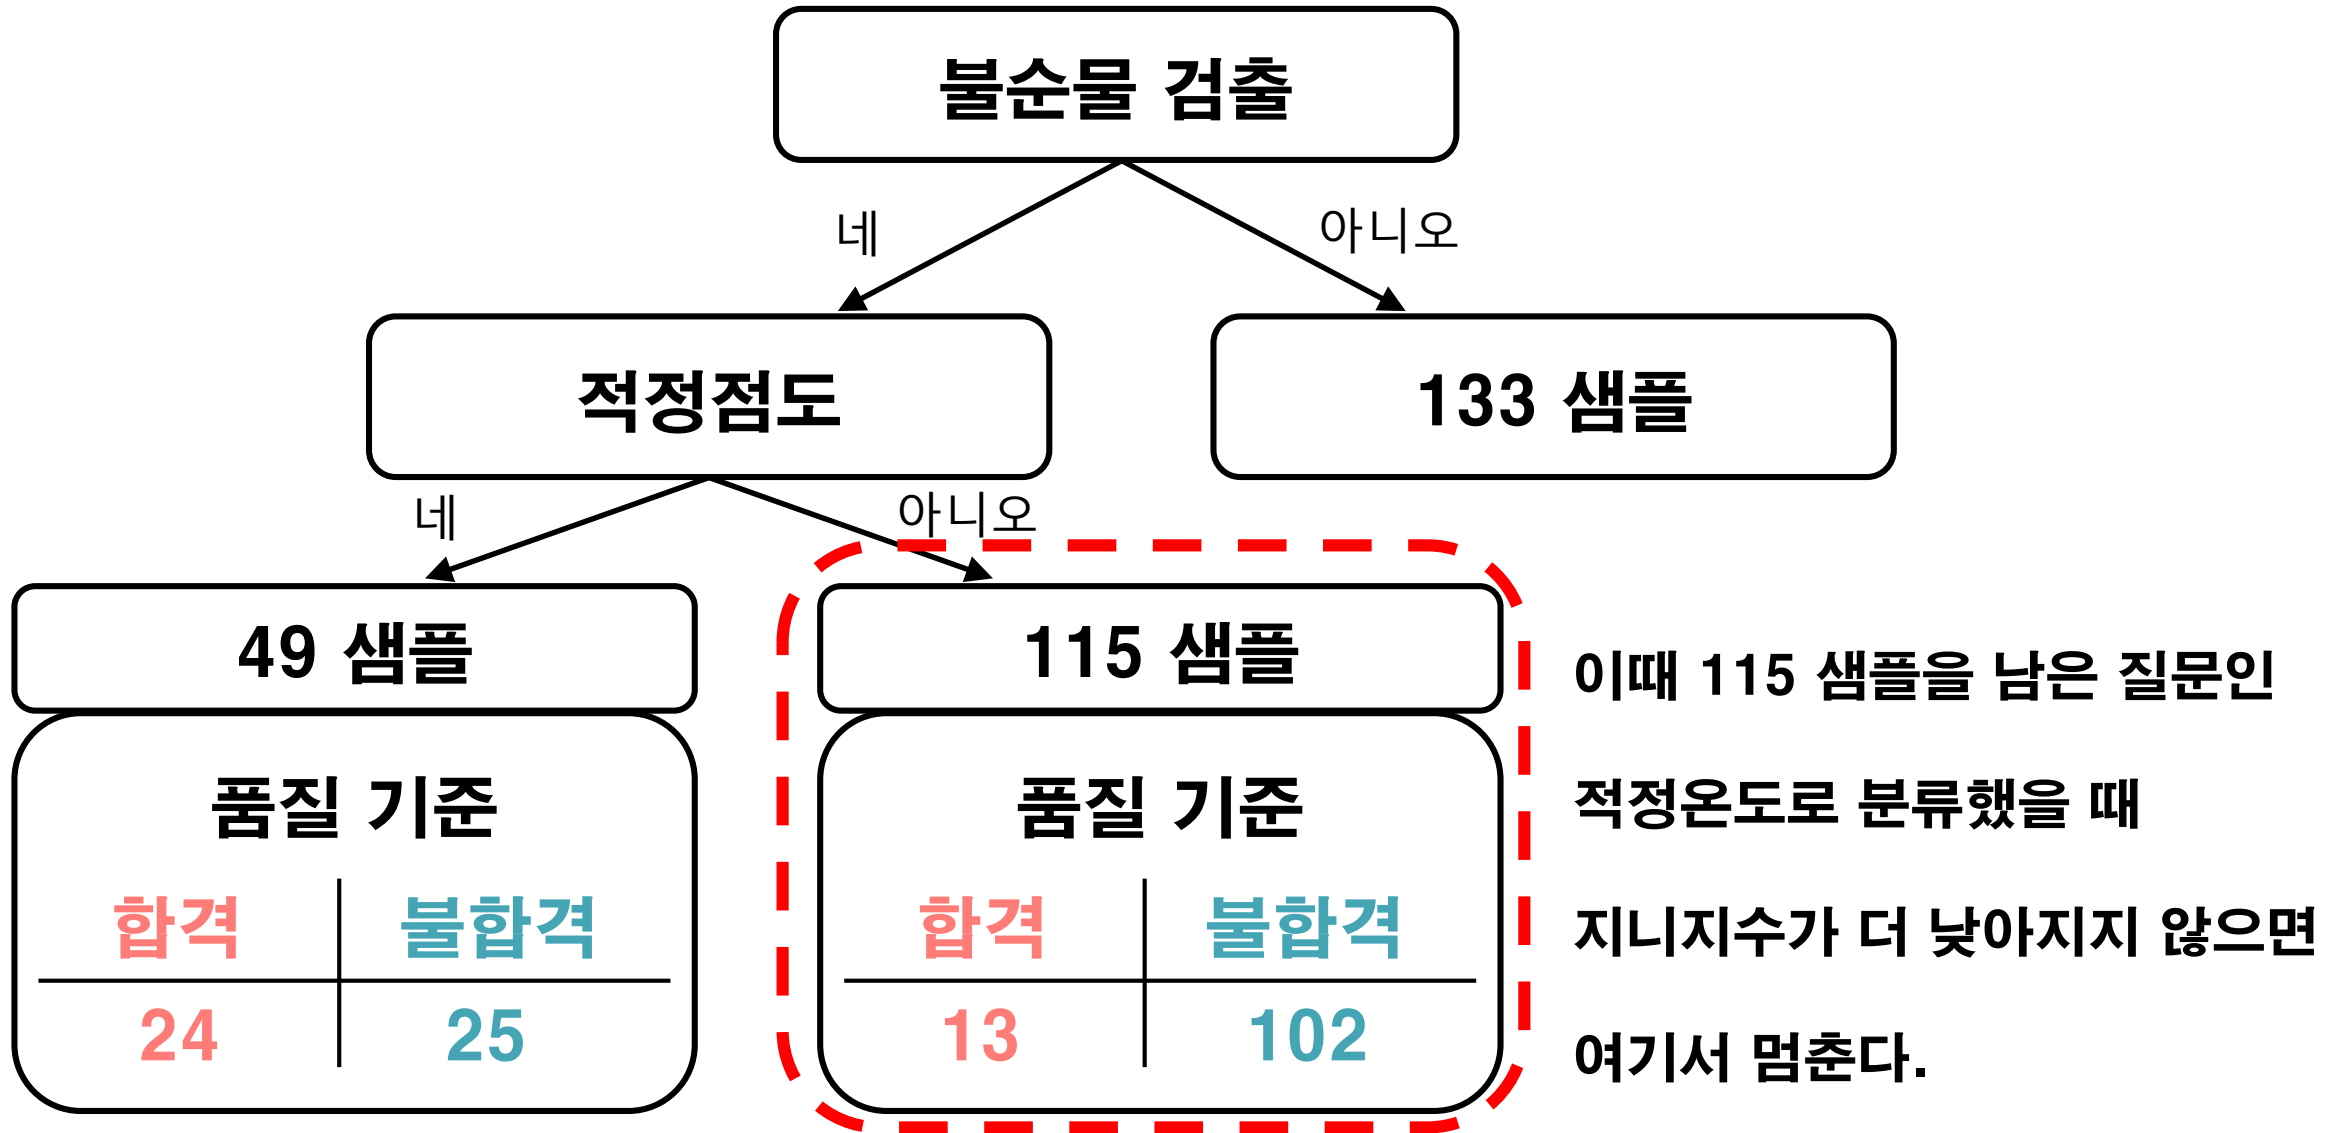 불순물 검출
네
아니오
적정점도
133 샘플
네
아니오
49 샘플
115 샘플
품질 기준
합격
불합격
24
25
품질 기준
합격
불합격
13
102
이때 115 샘플을 남은 질문인
적정온도로 분류했을 때
지니지수가 더 낮아지지 않으면
여기서 멈춘다.